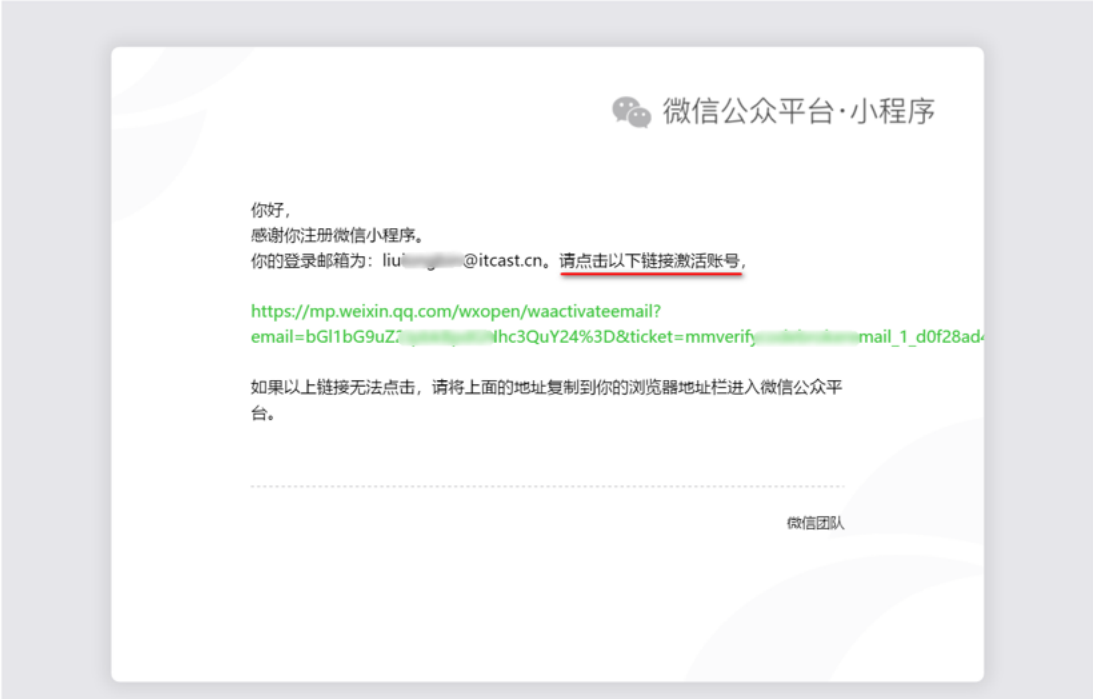 微信公众平台·小程序
你好，
感谢你注册微信小程序。
你的登录邮箱为：liu @itcast.cn。请点击以下链接激活账号，
https://mp.weixin.qq.com/wxopen/waactivateemail?
email=bGl1bG9uZ2 lhc3QuY24%3D&ticket=mmverify mail_1_d0f28ad4
如果以上链接无法点击，请将上面的地址复制到你的浏览器地址栏进入微信公众平
台。
微信团队